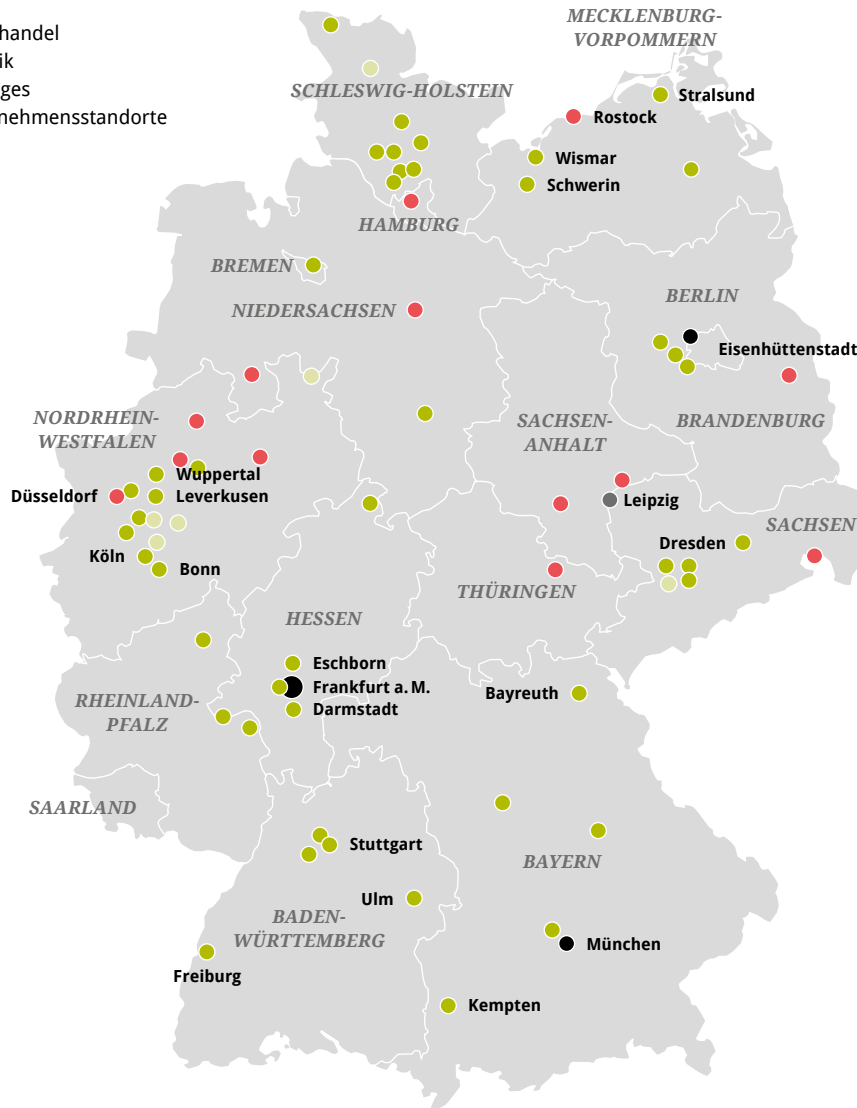 MECKLENBURG-
VORPOMMERN
handel
ik
ges
nehmensstandorte
SCHLESWIG-HOLSTEIN
Stralsund
Rostock
Wismar
Schwerin
HAMBURG
BREMEN
NIEDERSACHSEN
BERLIN
Eisenhüttenstadt
NORDRHEIN-
WESTFALEN
SACHSEN-
ANHALT
BRANDENBURG
Wuppertal
Düsseldorf
Leverkusen
Leipzig
SACHSEN
Dresden
Köln
Bonn
THÜRINGEN
HESSEN
Eschborn
Frankfurt a. M.
Darmstadt
Bayreuth
RHEINLAND-
PFALZ
SAARLAND
Stuttgart
BAYERN
Ulm
BADEN-
WÜRTTEMBERG
München
Freiburg
Kempten